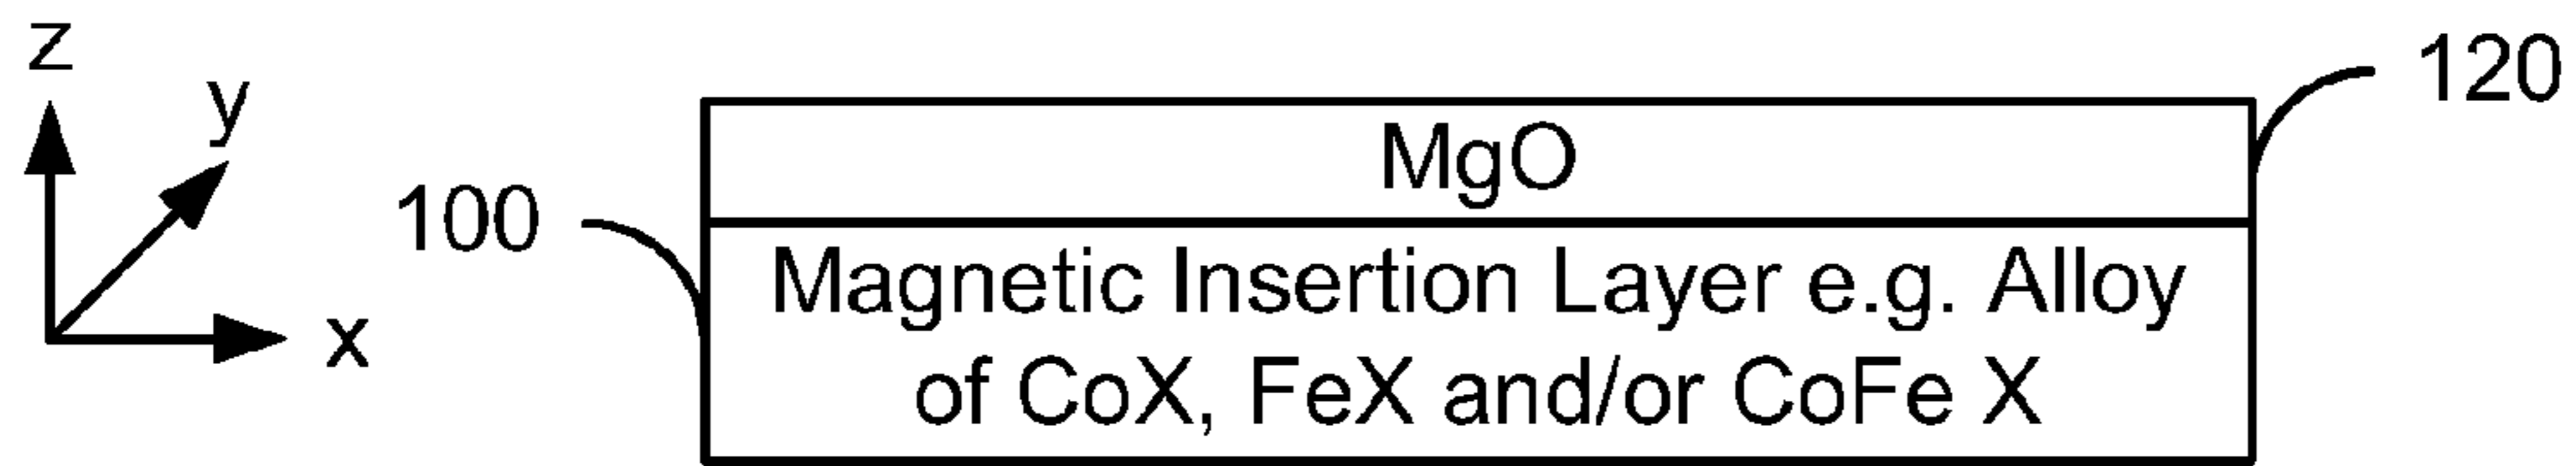 z
y
x
100
120
MgO
Magnetic Insertion Layer e.g. Alloy
of CoX, FeX and/or CoFe X